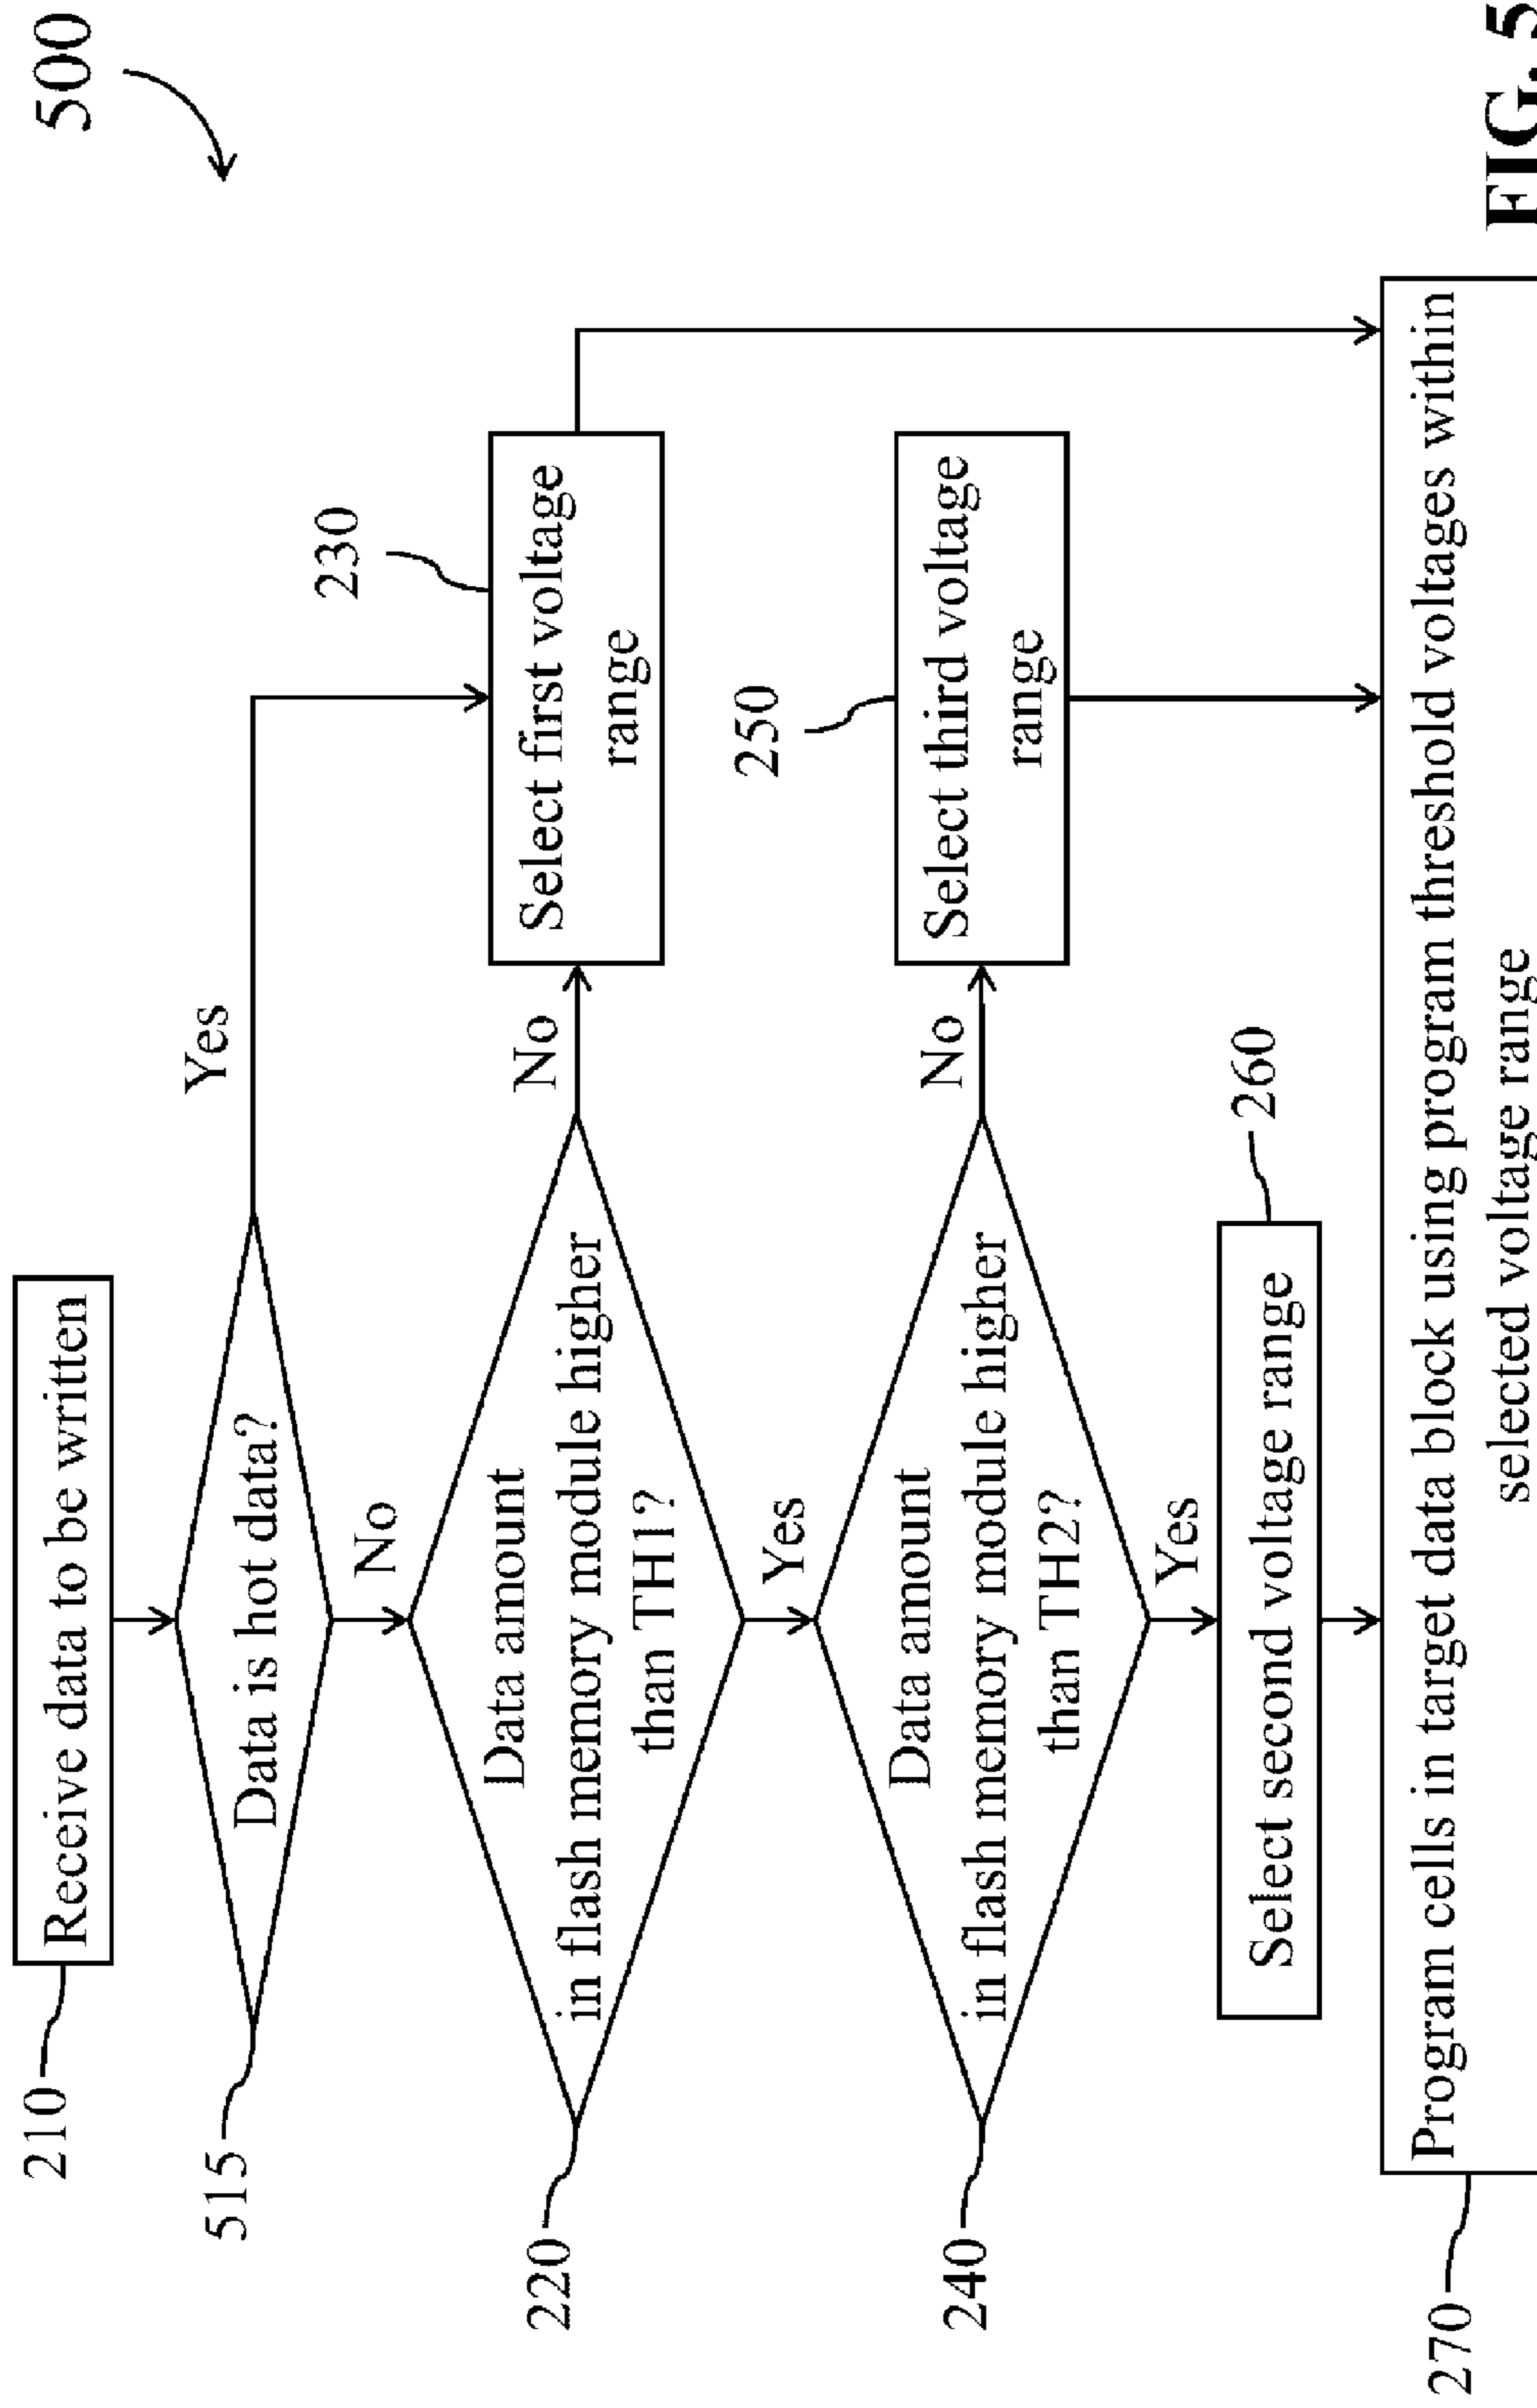 500
210
Receive data to be written
515
Data is hot data?
Yes
No
220
Data amount
in flash memory module higher
than TH1?
No
230
Select first voltage
range
Yes
240
Data amount
in flash memory module higher
than TH2?
No
250
Select third voltage
range
Yes
Select second voltage range
260
270
Program cells in target data block using program threshold voltages within
selected voltage range
FIG. 5